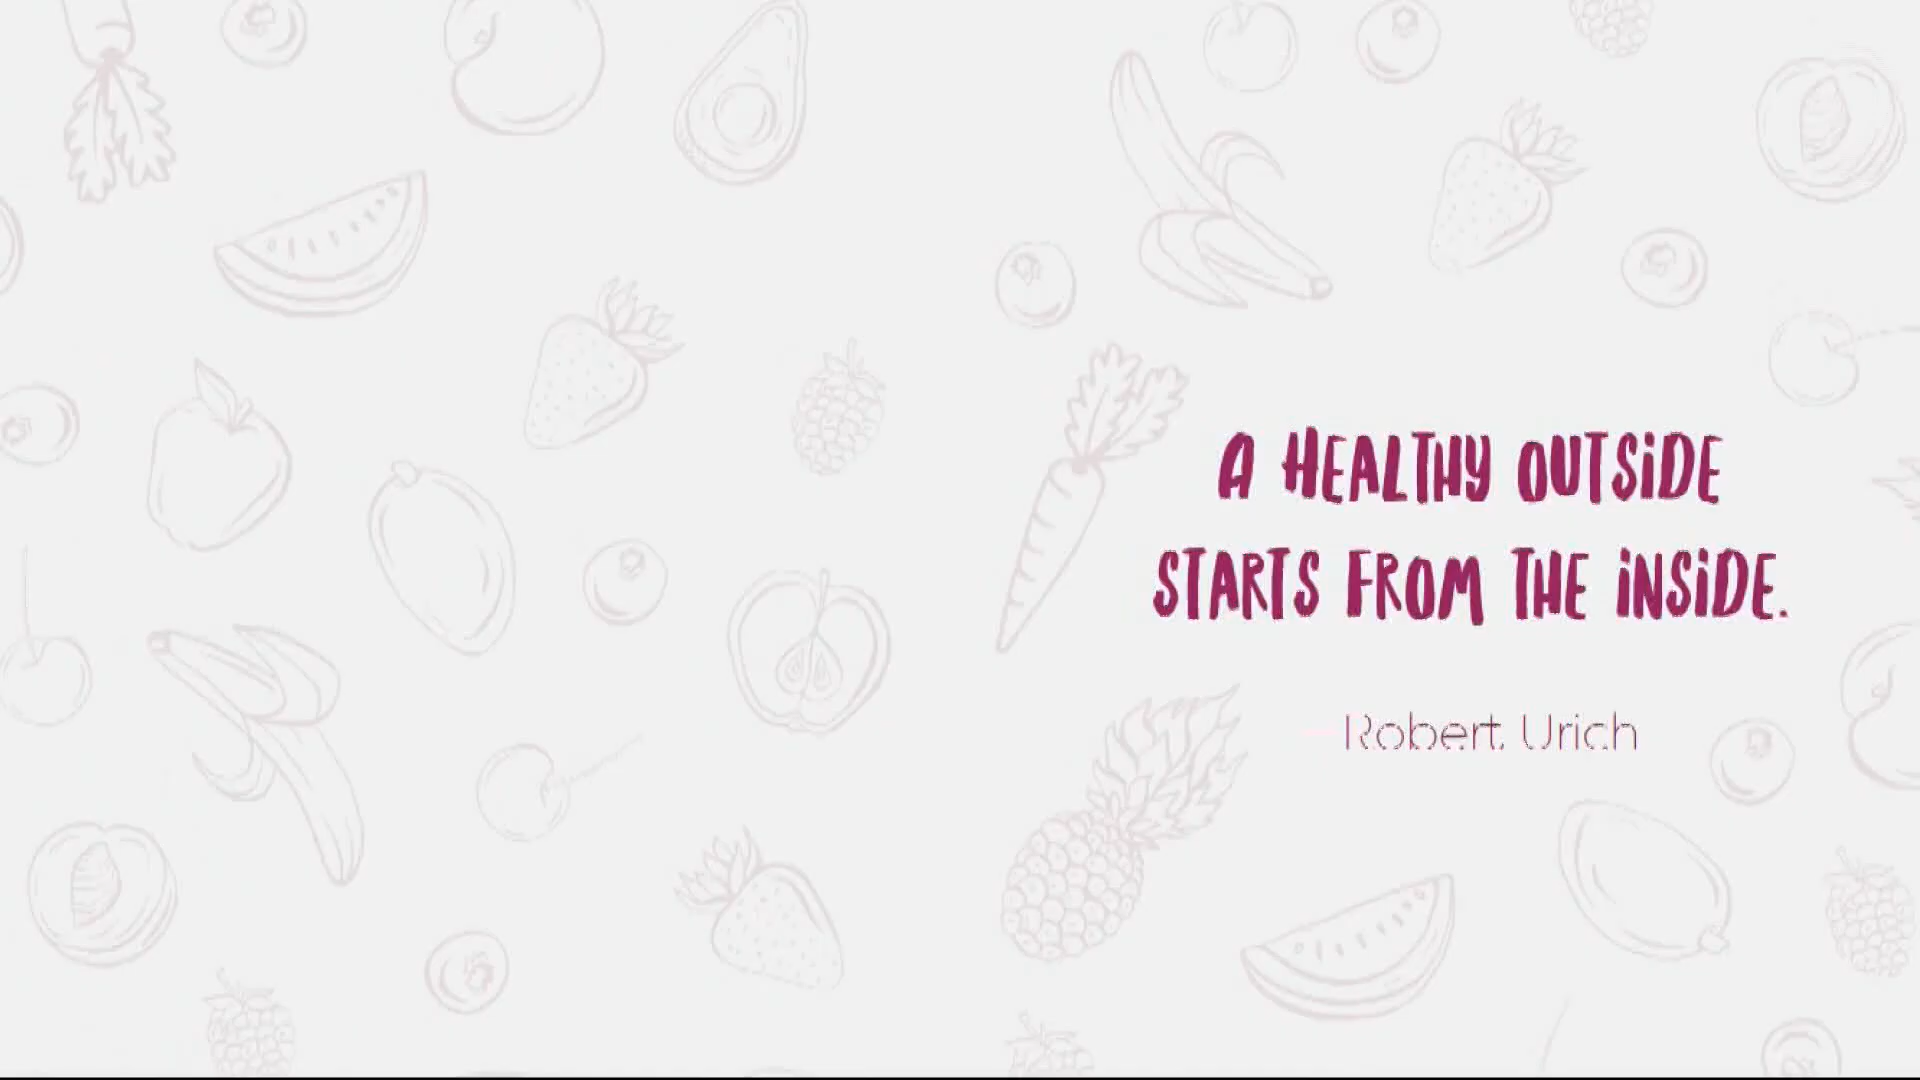 A HEALTHY OUTSiDE
STARTS FROM THE iNSiDE.
—Robert Urich